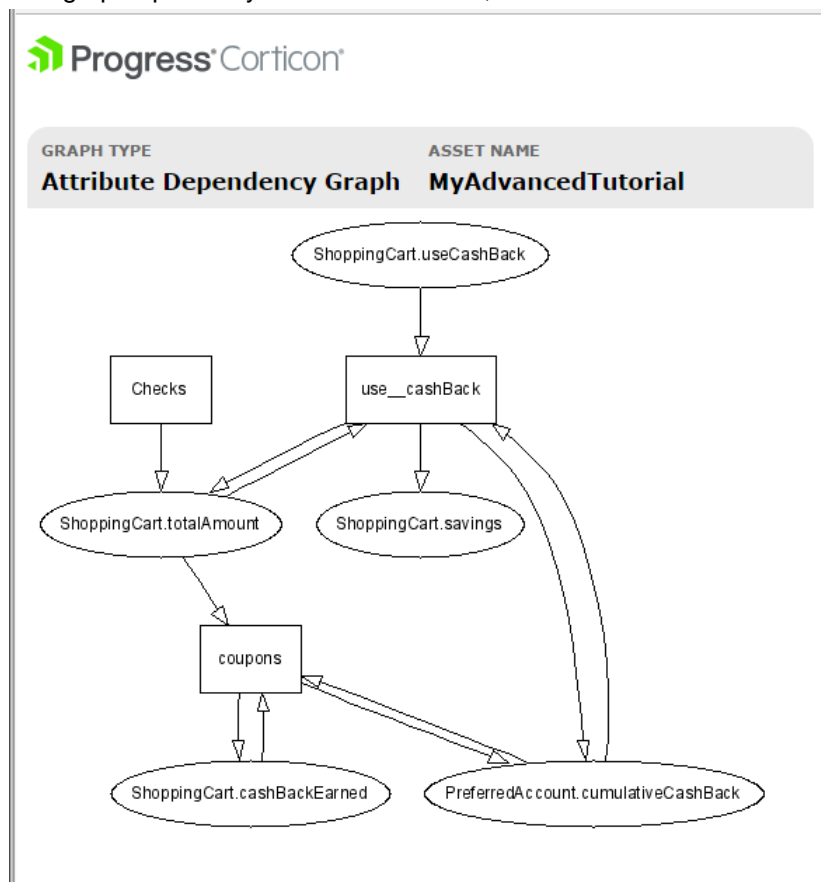 Progress® Corticon®
GRAPH TYPE
ASSET NAME
Attribute Dependency Graph
MyAdvancedTutorial
ShoppingCart.useCashBack
Checks
use__cashBack
ShoppingCart.totalAmount
ShoppingCart.savings
coupons
ShoppingCart.cashBackEarned
PreferredAccount.cumulativeCashBack